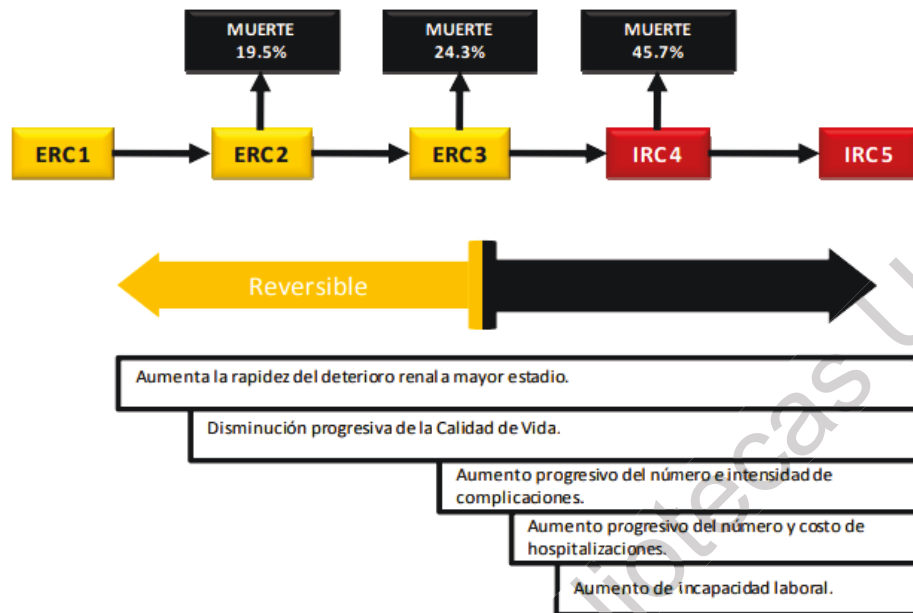 MUERTE
19.5%
MUERTE
24.3%
MUERTE
45.7%
ERC1
ERC2
ERC3
IRC4
IRC5
Reversible
Aumenta la rapidez del deterioro renal a mayor estadio.
Disminución progresiva de la Calidad de Vida.
Aumento progresivo del número e intensidad de
complicaciones.
Aumento progresivo del número y costo de
hospitalizaciones.
Aumento de incapacidad laboral.